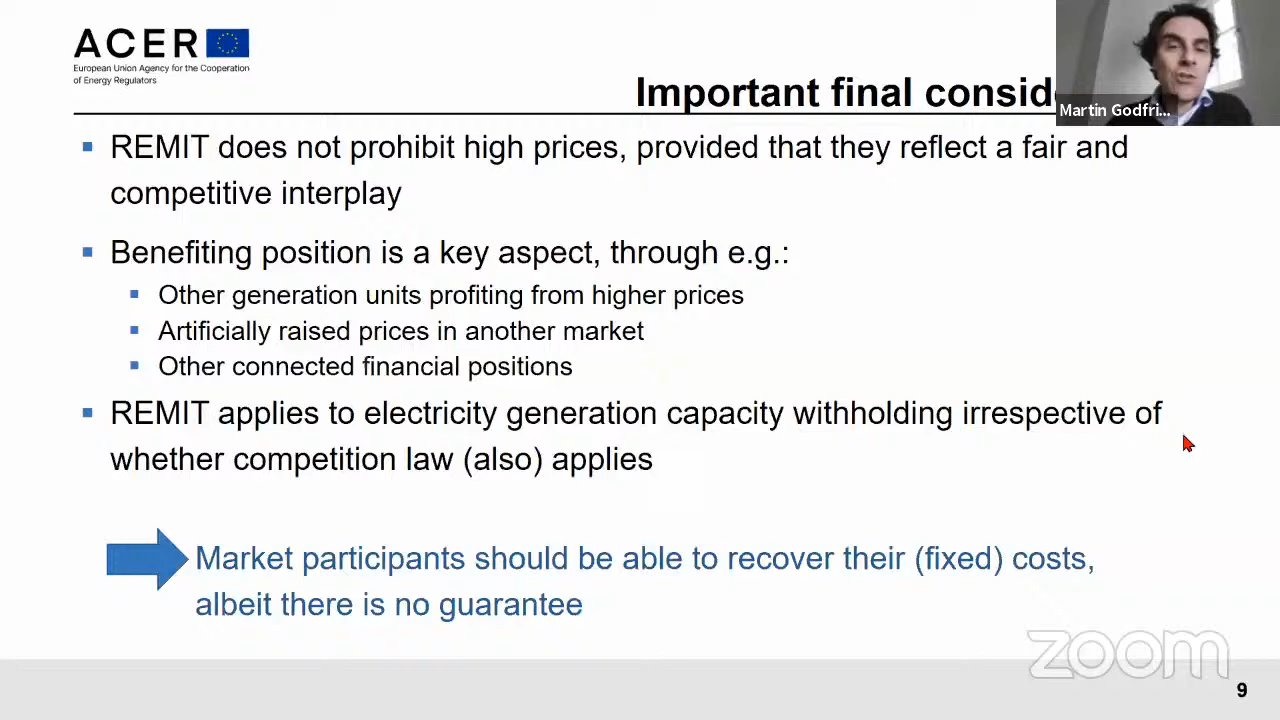 ACER
European Union Agency for the Cooperation
of Energy Regulators
Important final consid
Martin Godfri...
REMIT does not prohibit high prices, provided that they reflect a fair and
competitive interplay
Benefiting position is a key aspect, through e.g.:
Other generation units profiting from higher prices
Artificially raised prices in another market
Other connected financial positions
REMIT applies to electricity generation capacity withholding irrespective of
whether competition law (also) applies
Market participants should be able to recover their (fixed) costs,
albeit there is no guarantee
zoom
9